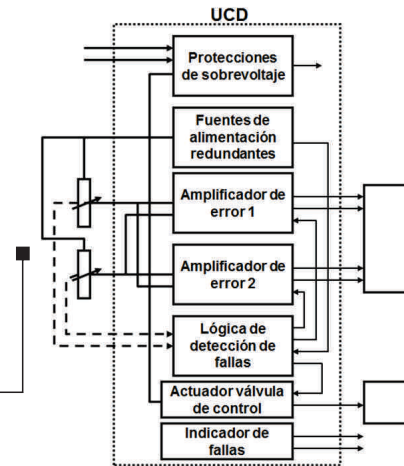 UCD
Protecciones
de sobrevoltaje
Fuentes de
alimentación
redundantes
Amplificador de
error 1
Amplificador de
error 2
Lógica de
detección de
fallas
Actuador válvula
de control
Indicador de
fallas